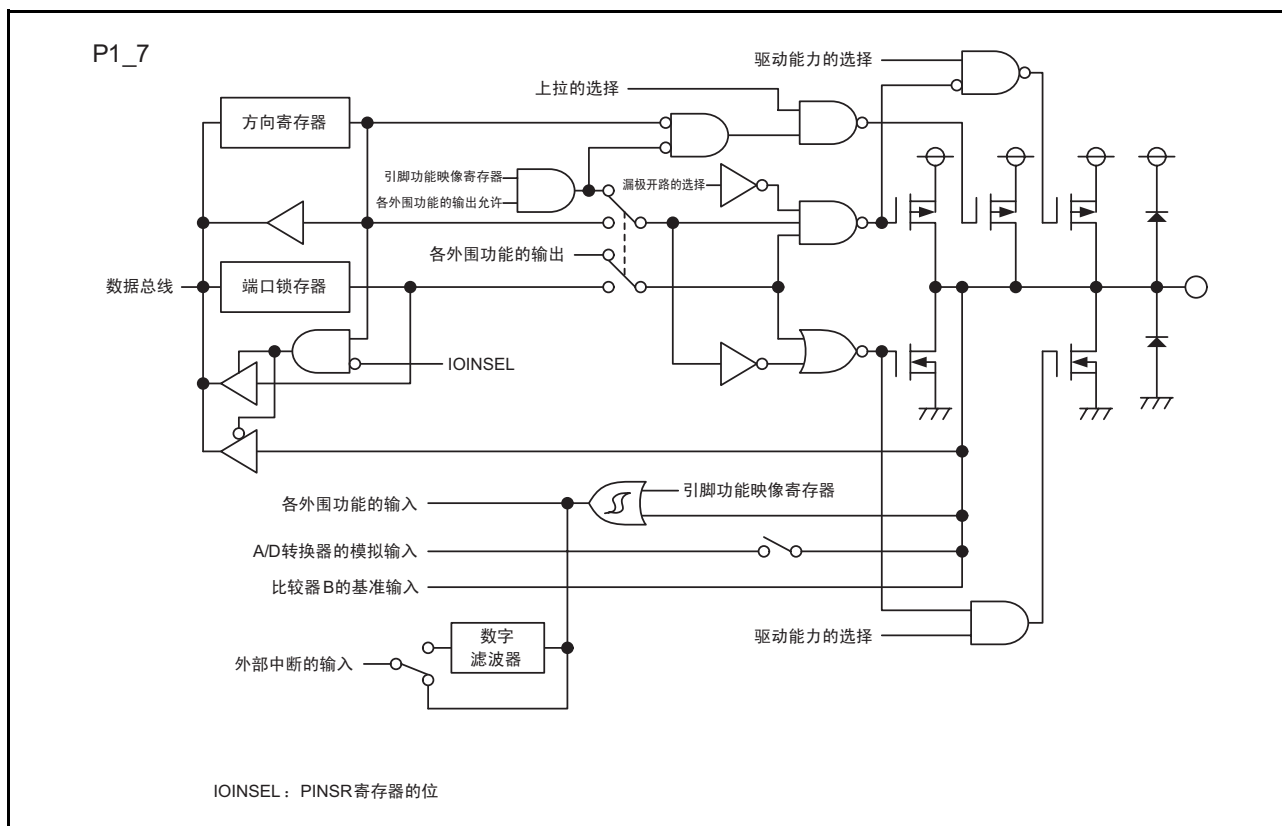 P1_7
驱动能力的选择
上拉的选择
方向寄存器
引脚功能映像寄存器
漏极开路的选择
各外围功能的输出允许
各外围功能的输出
数据总线
端口锁存器
IOINSEL
引脚功能映像寄存器
各外围功能的输入
A/D转换器的模拟输入
比较器B的基准输入
数字
滤波器
驱动能力的选择
外部中断的输入
IOINSEL：PINSR寄存器的位